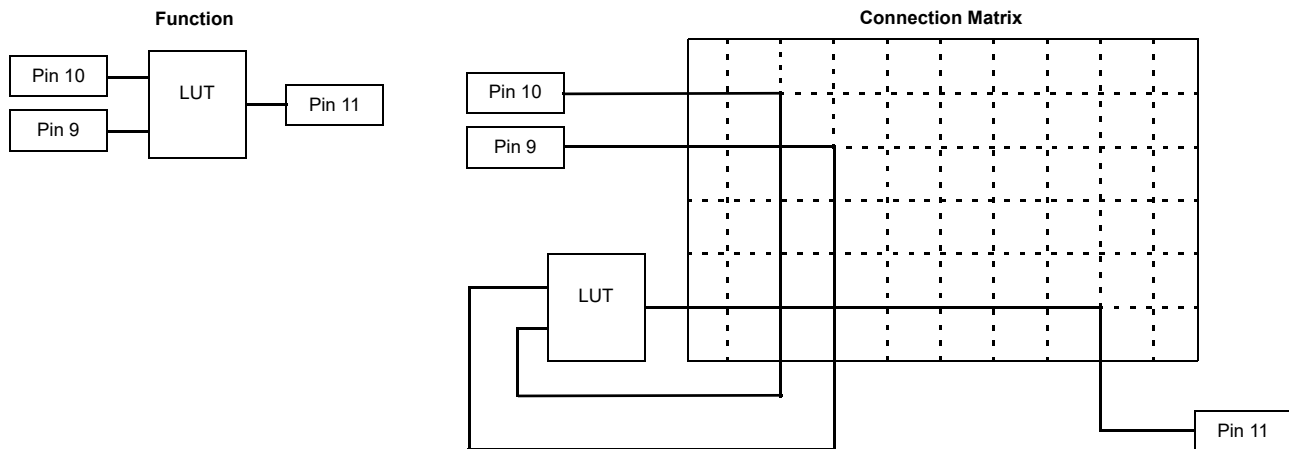 Function
Pin 10
Pin 9
LUT
Pin 11
Connection Matrix
Pin 10
Pin 9
LUT
Pin 11